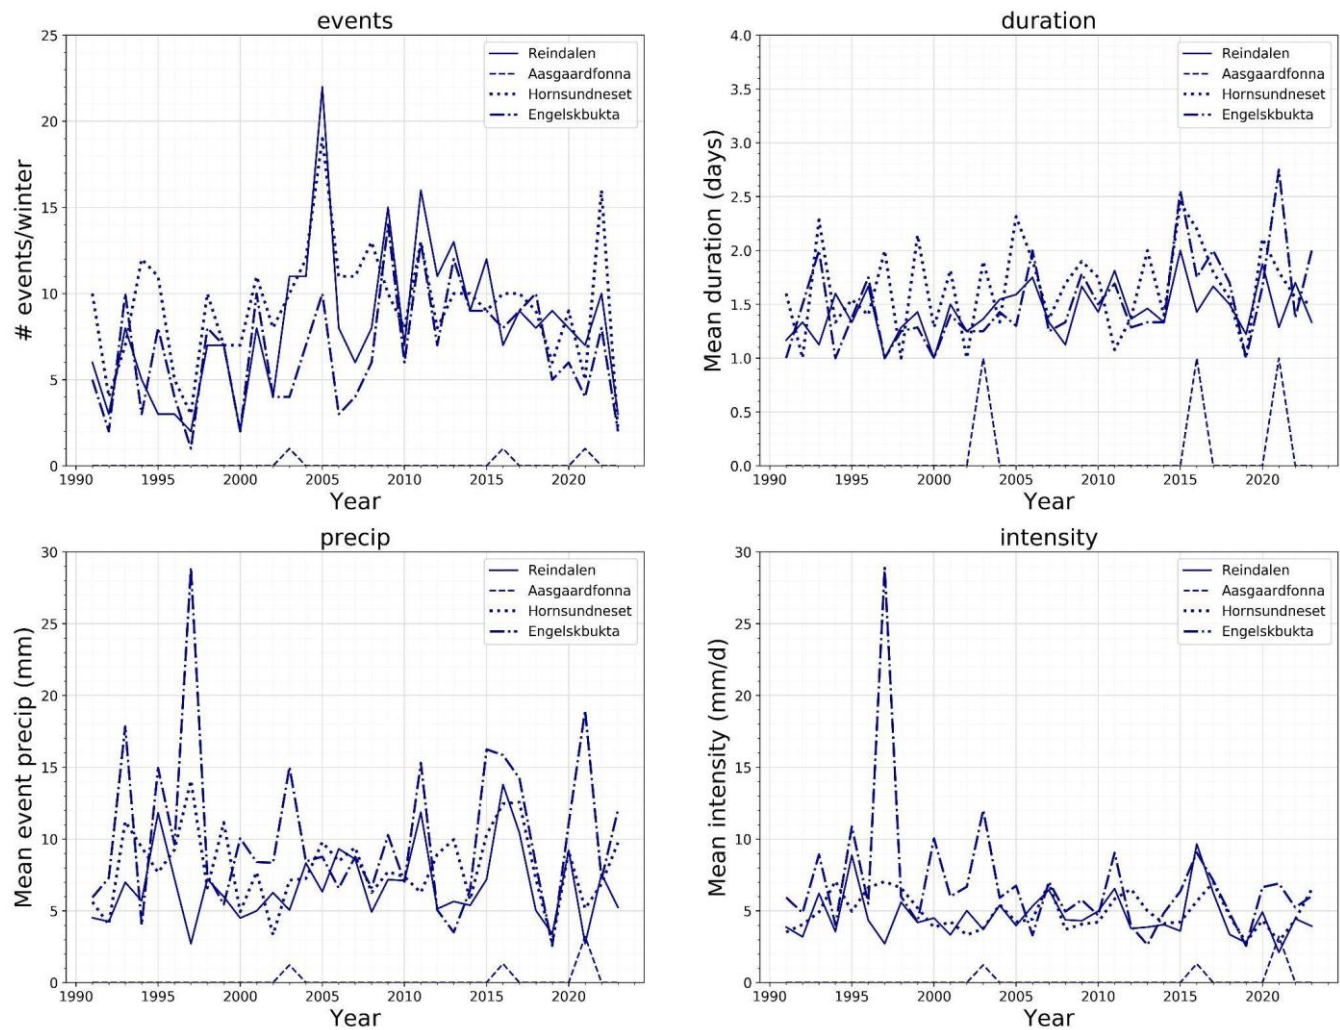 events
25
20
15
10
5
0
# events/winter
1990 1995 2000 2005 2010 2015 2020
Year
Reindalen
Aasgaardfonna
Hornsundneset
Engelskbukta
duration
4.0
3.5
3.0
2.5
2.0
1.5
1.0
0.5
0.0
Mean duration (days)
1990 1995 2000 2005 2010 2015 2020
Year
Reindalen
Aasgaardfonna
Hornsundneset
Engelskbukta
precip
30
25
20
15
10
5
0
Mean event precip (mm)
1990 1995 2000 2005 2010 2015 2020
Year
Reindalen
Aasgaardfonna
Hornsundneset
Engelskbukta
intensity
30
25
20
15
10
5
0
Mean intensity (mm/d)
1990 1995 2000 2005 2010 2015 2020
Year
Reindalen
Aasgaardfonna
Hornsundneset
Engelskbukta